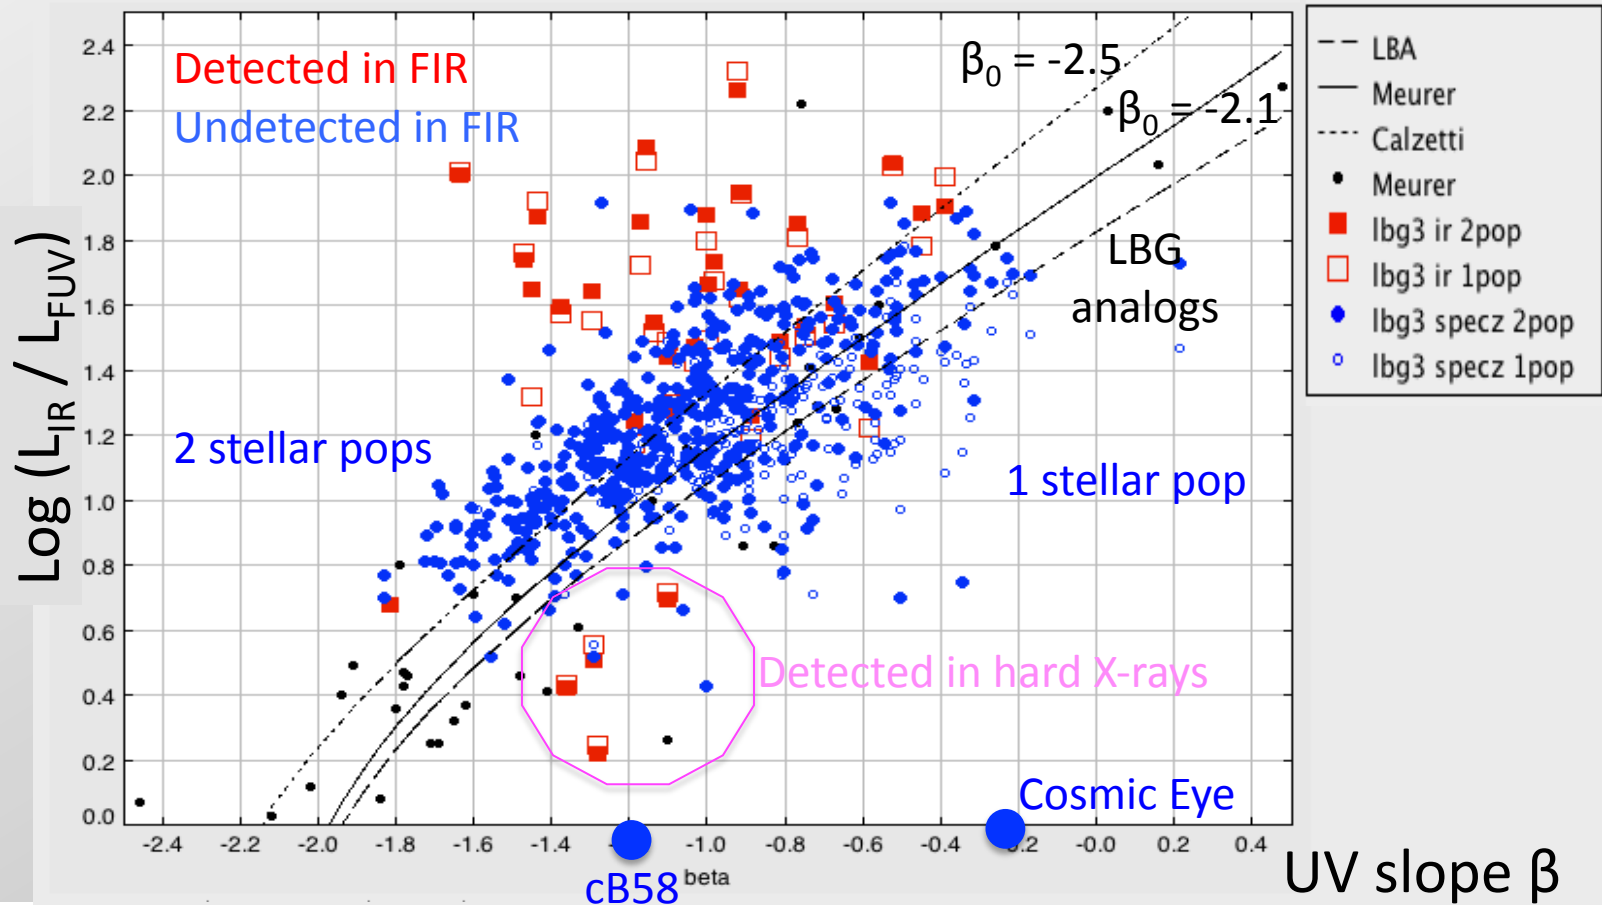 Detected in FIR
Undetected in FIR
β₀ = -2.5
β₀ = -2.1
LBG
analogs
2 stellar pops
1 stellar pop
Detected in hard X-rays
Cosmic Eye
cB58
Log (L_IR / L_FUV)
2.4
2.2
2.0
1.8
1.6
1.4
1.2
1.0
0.8
0.6
0.4
0.2
0.0
-2.4 -2.2 -2.0 -1.8 -1.6 -1.4 -1.0 -0.8 -0.6 -0.4 0.2 -0.0 0.2 0.4
beta
UV slope β
LBA
Meurer
Calzetti
Meurer
lbg3 ir 2pop
lbg3 ir 1pop
lbg3 specz 2pop
lbg3 specz 1pop